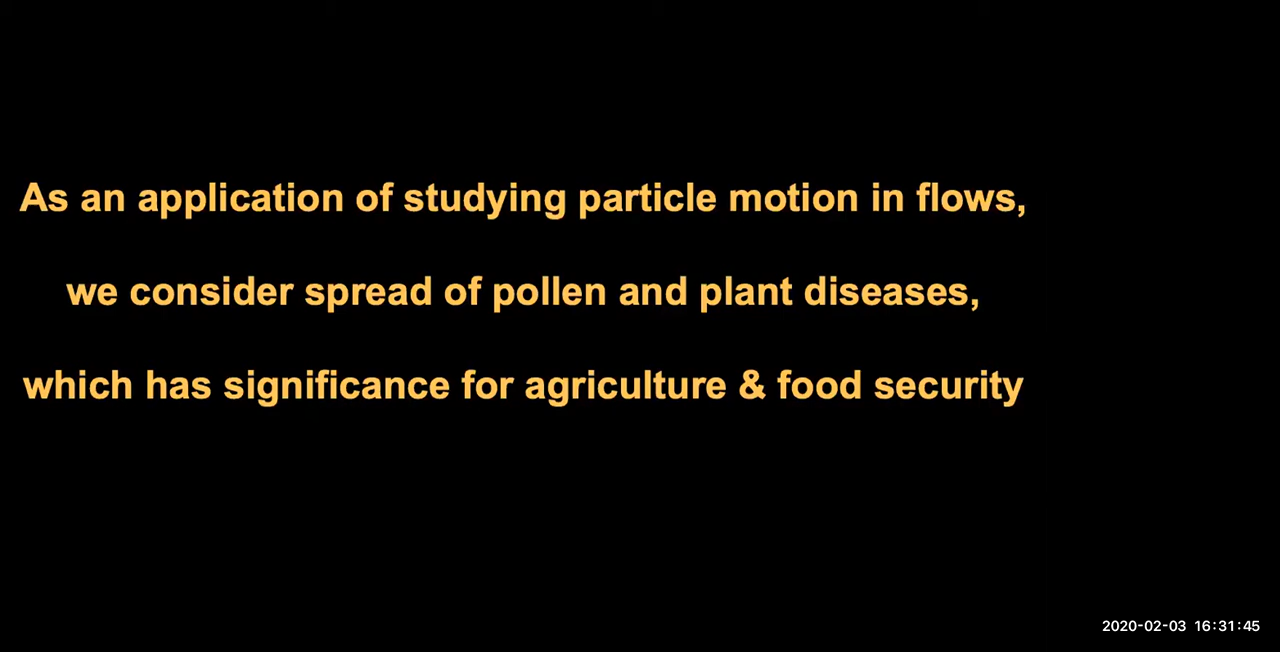 As an application of studying particle motion in flows,
we consider spread of pollen and plant diseases,
which has significance for agriculture & food security
2020-02-03 16:31:45